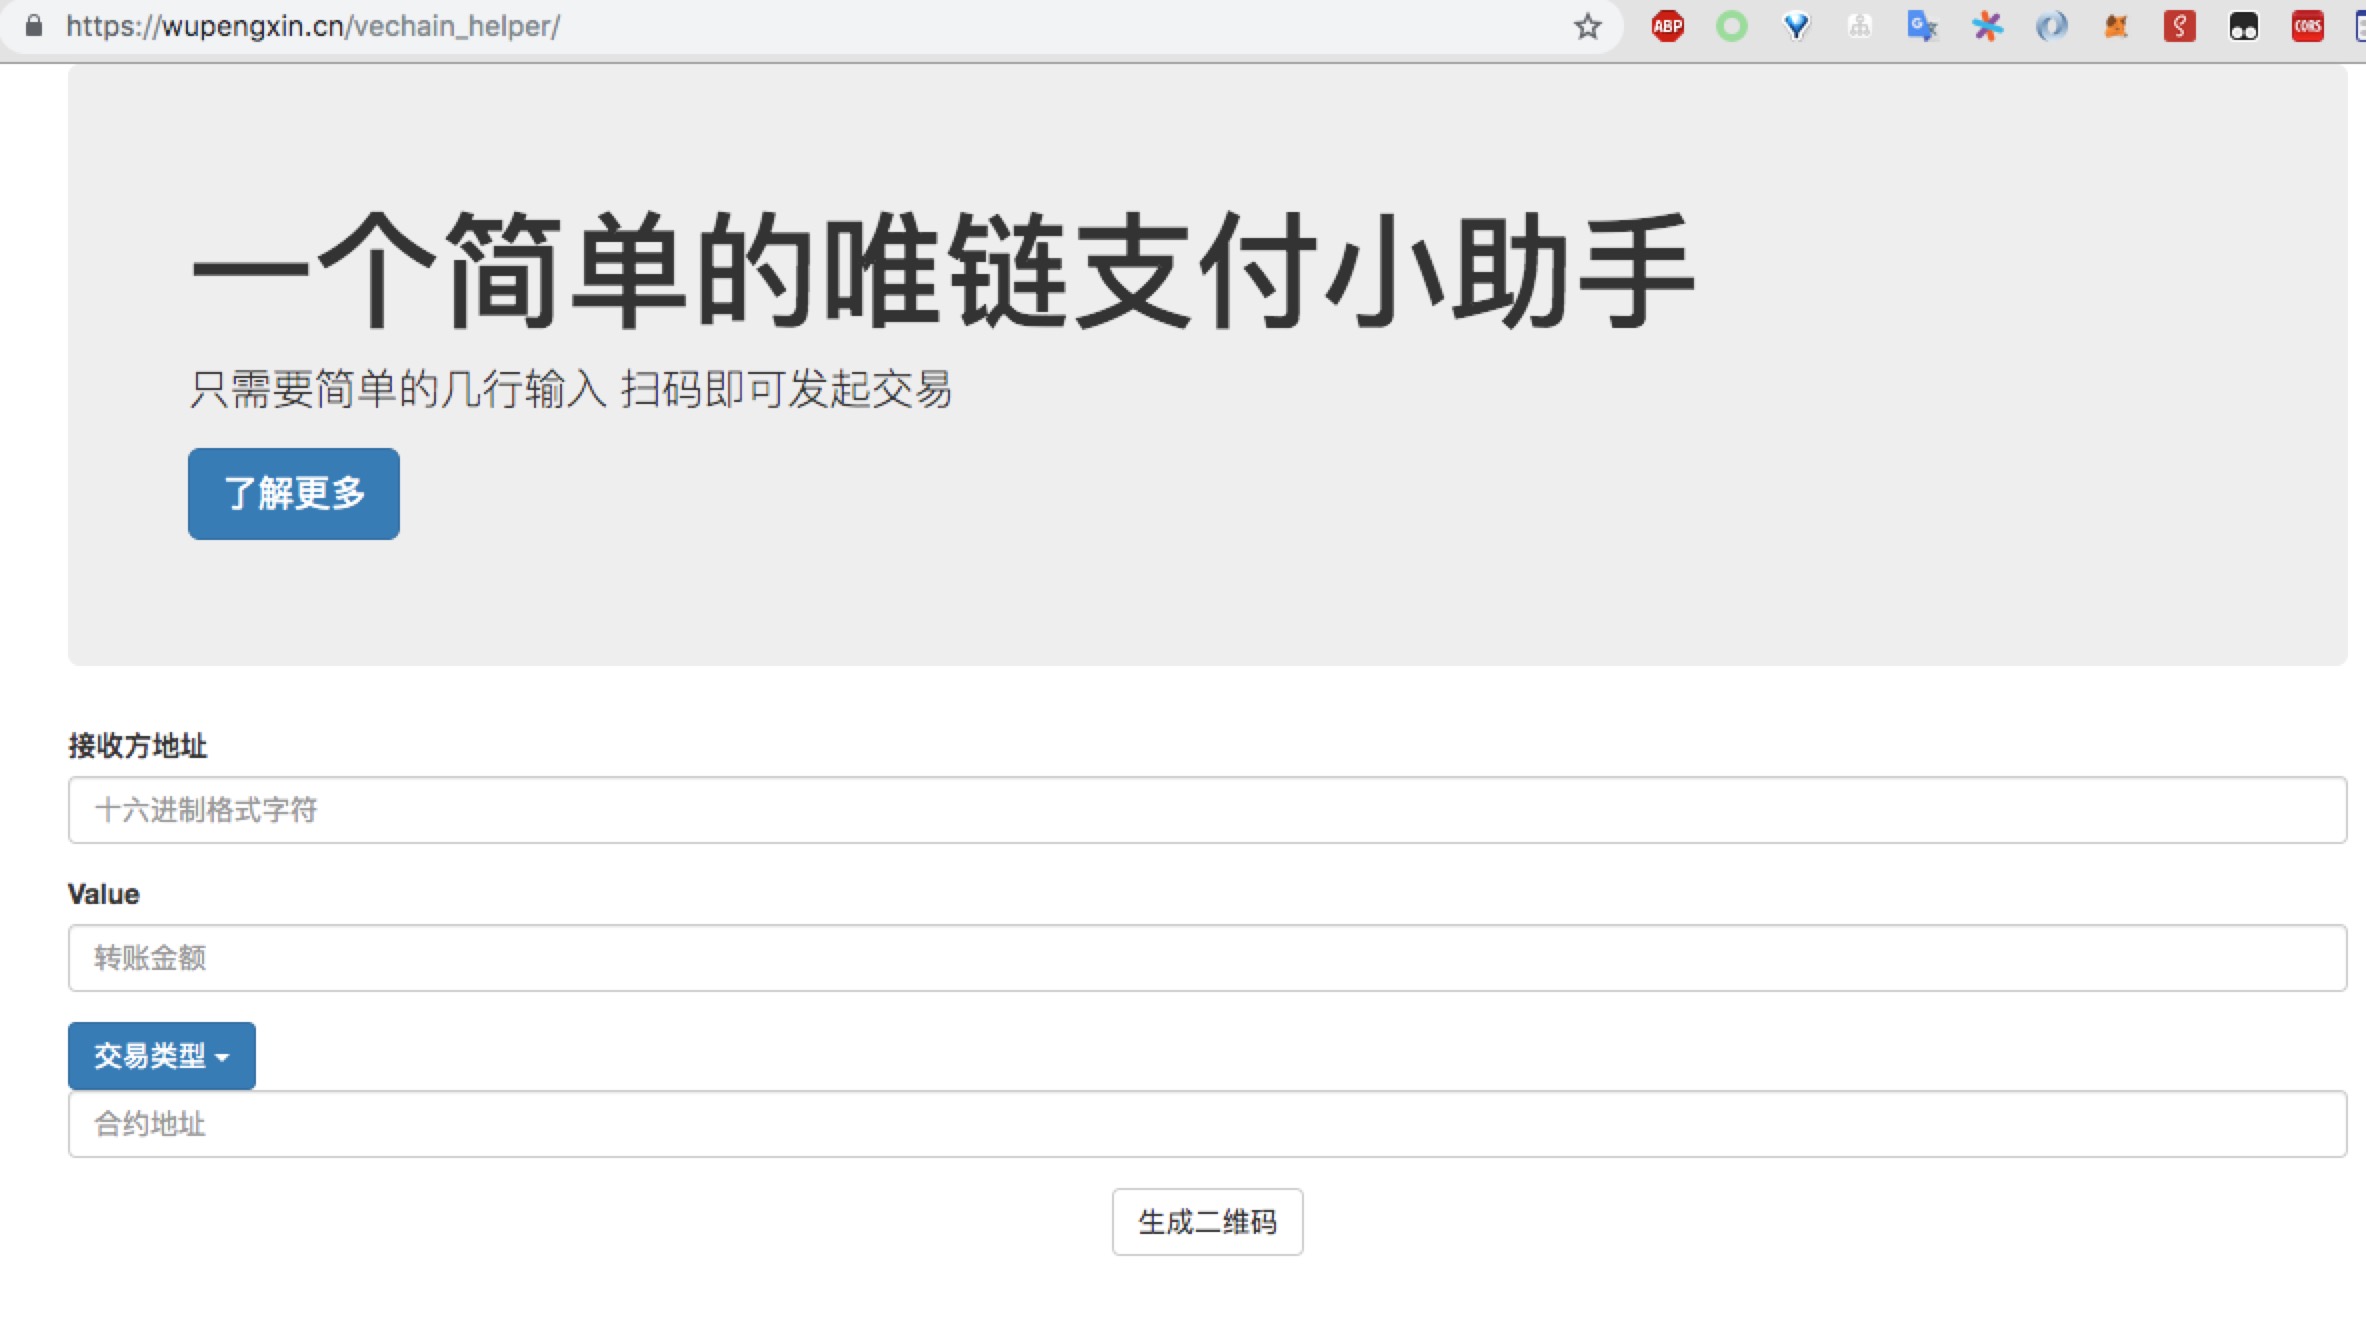 https://wupengxin.cn/vechain_helper/
ABP
CORS
一个简单的唯链支付小助手
只需要简单的几行输入 扫码即可发起交易
了解更多
接收方地址
十六进制格式字符
Value
转账金额
交易类型
合约地址
生成二维码